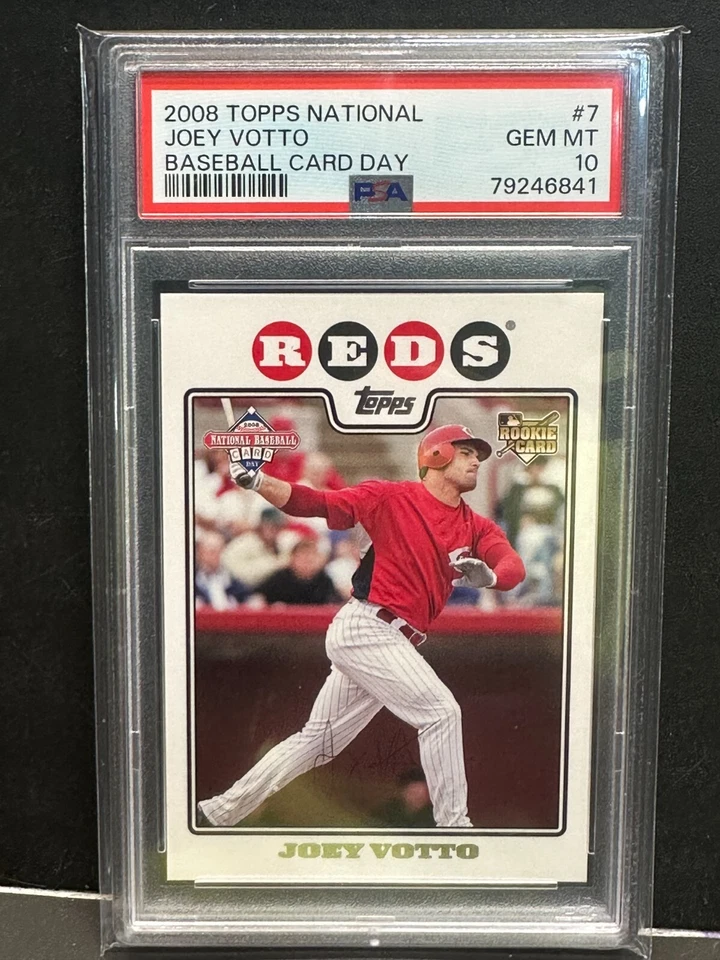 2008 TOPPS NATIONAL #7
JOEY VOTTO GEM MT
BASEBALL CARD DAY 10
PSA 79246841
REDS®
Topps
2008
NATIONAL BASEBALL
CARD
DAY
ROOKIE
CARD
JOEY VOTTO